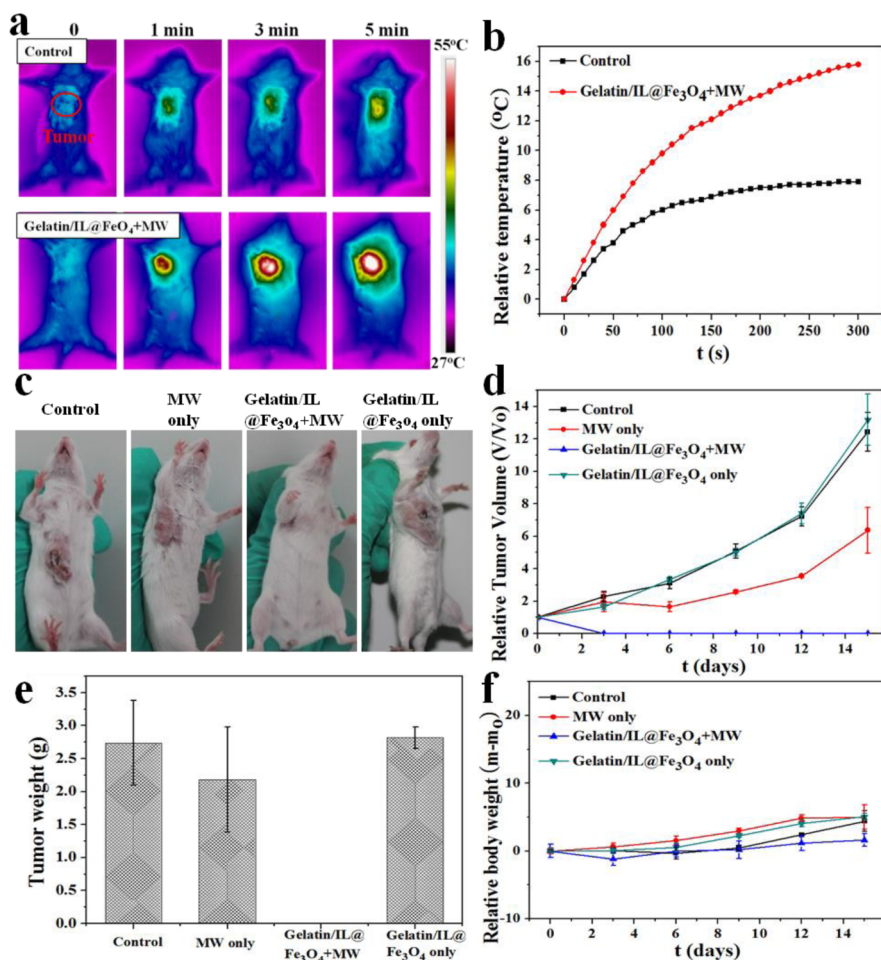 a
0 1 min 3 min 5 min
Control
Tumor
55°C
Gelatin/IL@FeO₄+MW
27°C
b
Control
Gelatin/IL@Fe₃O₄+MW
Relative temperature (°C)
16
14
12
10
8
6
4
2
0
0 50 100 150 200 250 300
t (s)
c
Control
MW
only
Gelatin/IL
@Fe₃o₄+MW
Gelatin/IL
@Fe₃o₄ only
d
Control
MW only
Gelatin/IL@Fe₃O₄+MW
Gelatin/IL@Fe₃O₄ only
Relative Tumor Volume (V/Vo)
14
12
10
8
6
4
2
0
0 2 4 6 8 10 12 14
t (days)
e
Tumor weight (g)
3.5
3.0
2.5
2.0
1.5
1.0
0.5
0.0
Control
MW only
Gelatin/IL@
Fe₃O₄+MW
Gelatin/IL@
Fe₃O₄ only
f
Control
MW only
Gelatin/IL@Fe₃O₄+MW
Gelatin/IL@Fe₃O₄ only
Relative body weight (m-m₀)
20
10
0
-10
0 2 4 6 8 10 12 14
t (days)